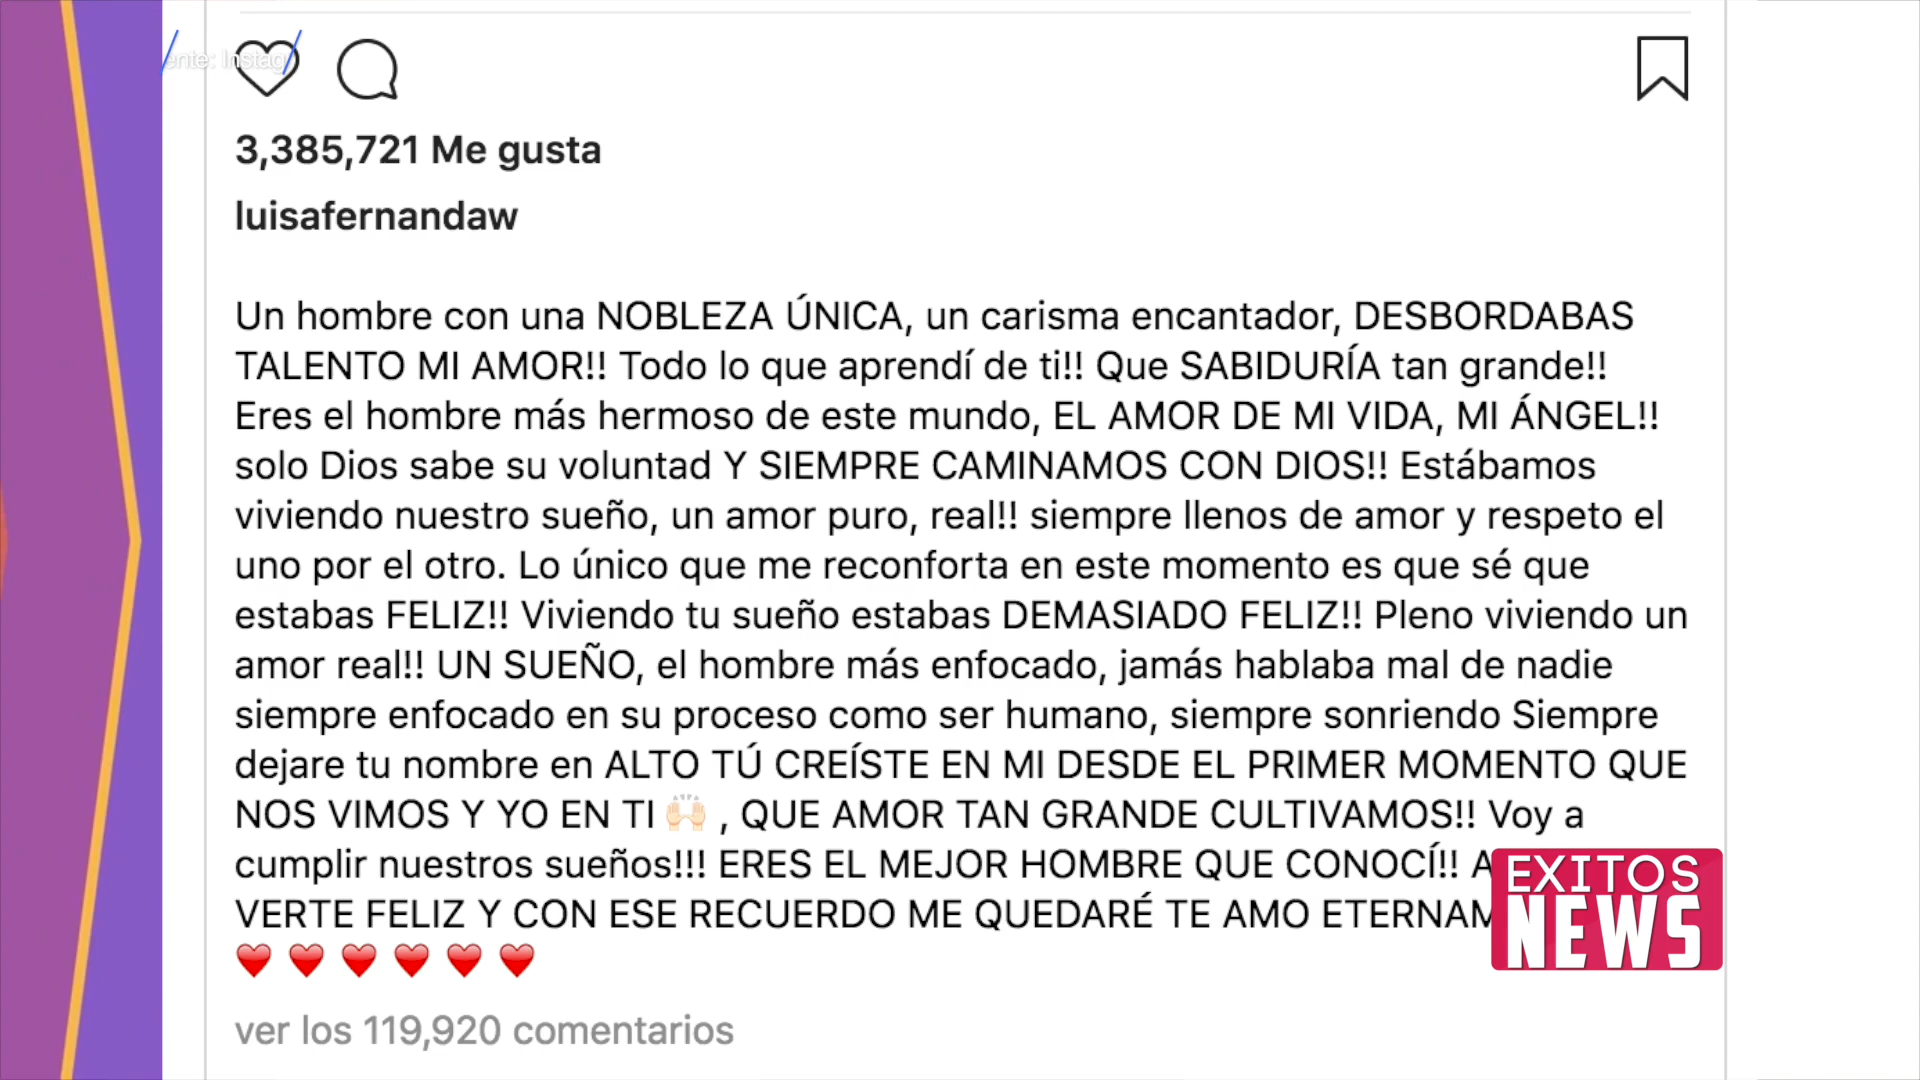 ente: Instag
3,385,721 Me gusta
luisafernandaw
Un hombre con una NOBLEZA ÚNICA, un carisma encantador, DESBORDABAS
TALENTO MI AMOR!! Todo lo que aprendí de ti!! Que SABIDURÍA tan grande!!
Eres el hombre más hermoso de este mundo, EL AMOR DE MI VIDA, MI ÁNGEL!!
solo Dios sabe su voluntad Y SIEMPRE CAMINAMOS CON DIOS!! Estábamos
viviendo nuestro sueño, un amor puro, real!! siempre llenos de amor y respeto el
uno por el otro. Lo único que me reconforta en este momento es que sé que
estabas FELIZ!! Viviendo tu sueño estabas DEMASIADO FELIZ!! Pleno viviendo un
amor real!! UN SUEÑO, el hombre más enfocado, jamás hablaba mal de nadie
siempre enfocado en su proceso como ser humano, siempre sonriendo Siempre
dejare tu nombre en ALTO TÚ CREÍSTE EN MI DESDE EL PRIMER MOMENTO QUE
NOS VIMOS Y YO EN TI 🙌🏻 , QUE AMOR TAN GRANDE CULTIVAMOS!! Voy a
cumplir nuestros sueños!!! ERES EL MEJOR HOMBRE QUE CONOCÍ!! A
VERTE FELIZ Y CON ESE RECUERDO ME QUEDARÉ TE AMO ETERNAM
❤️ ❤️ ❤️ ❤️ ❤️ ❤️
ver los 119,920 comentarios
EXITOS
NEWS